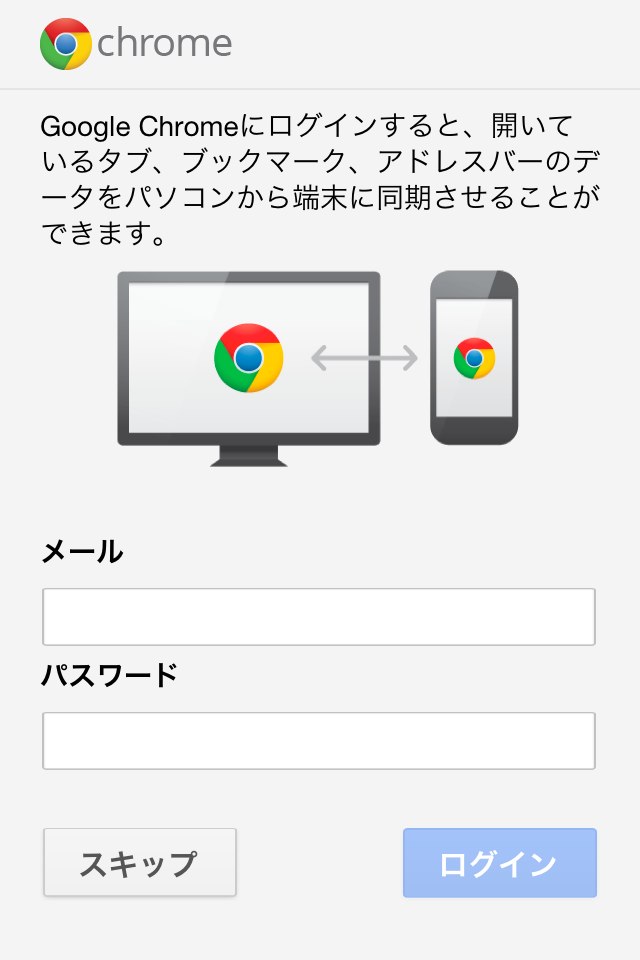 chrome
Google Chromeにログインすると、開いて
いるタブ、ブックマーク、アドレスバーのデ
ータをパソコンから端末に同期させることが
できます。
メール
パスワード
スキップ
ログイン